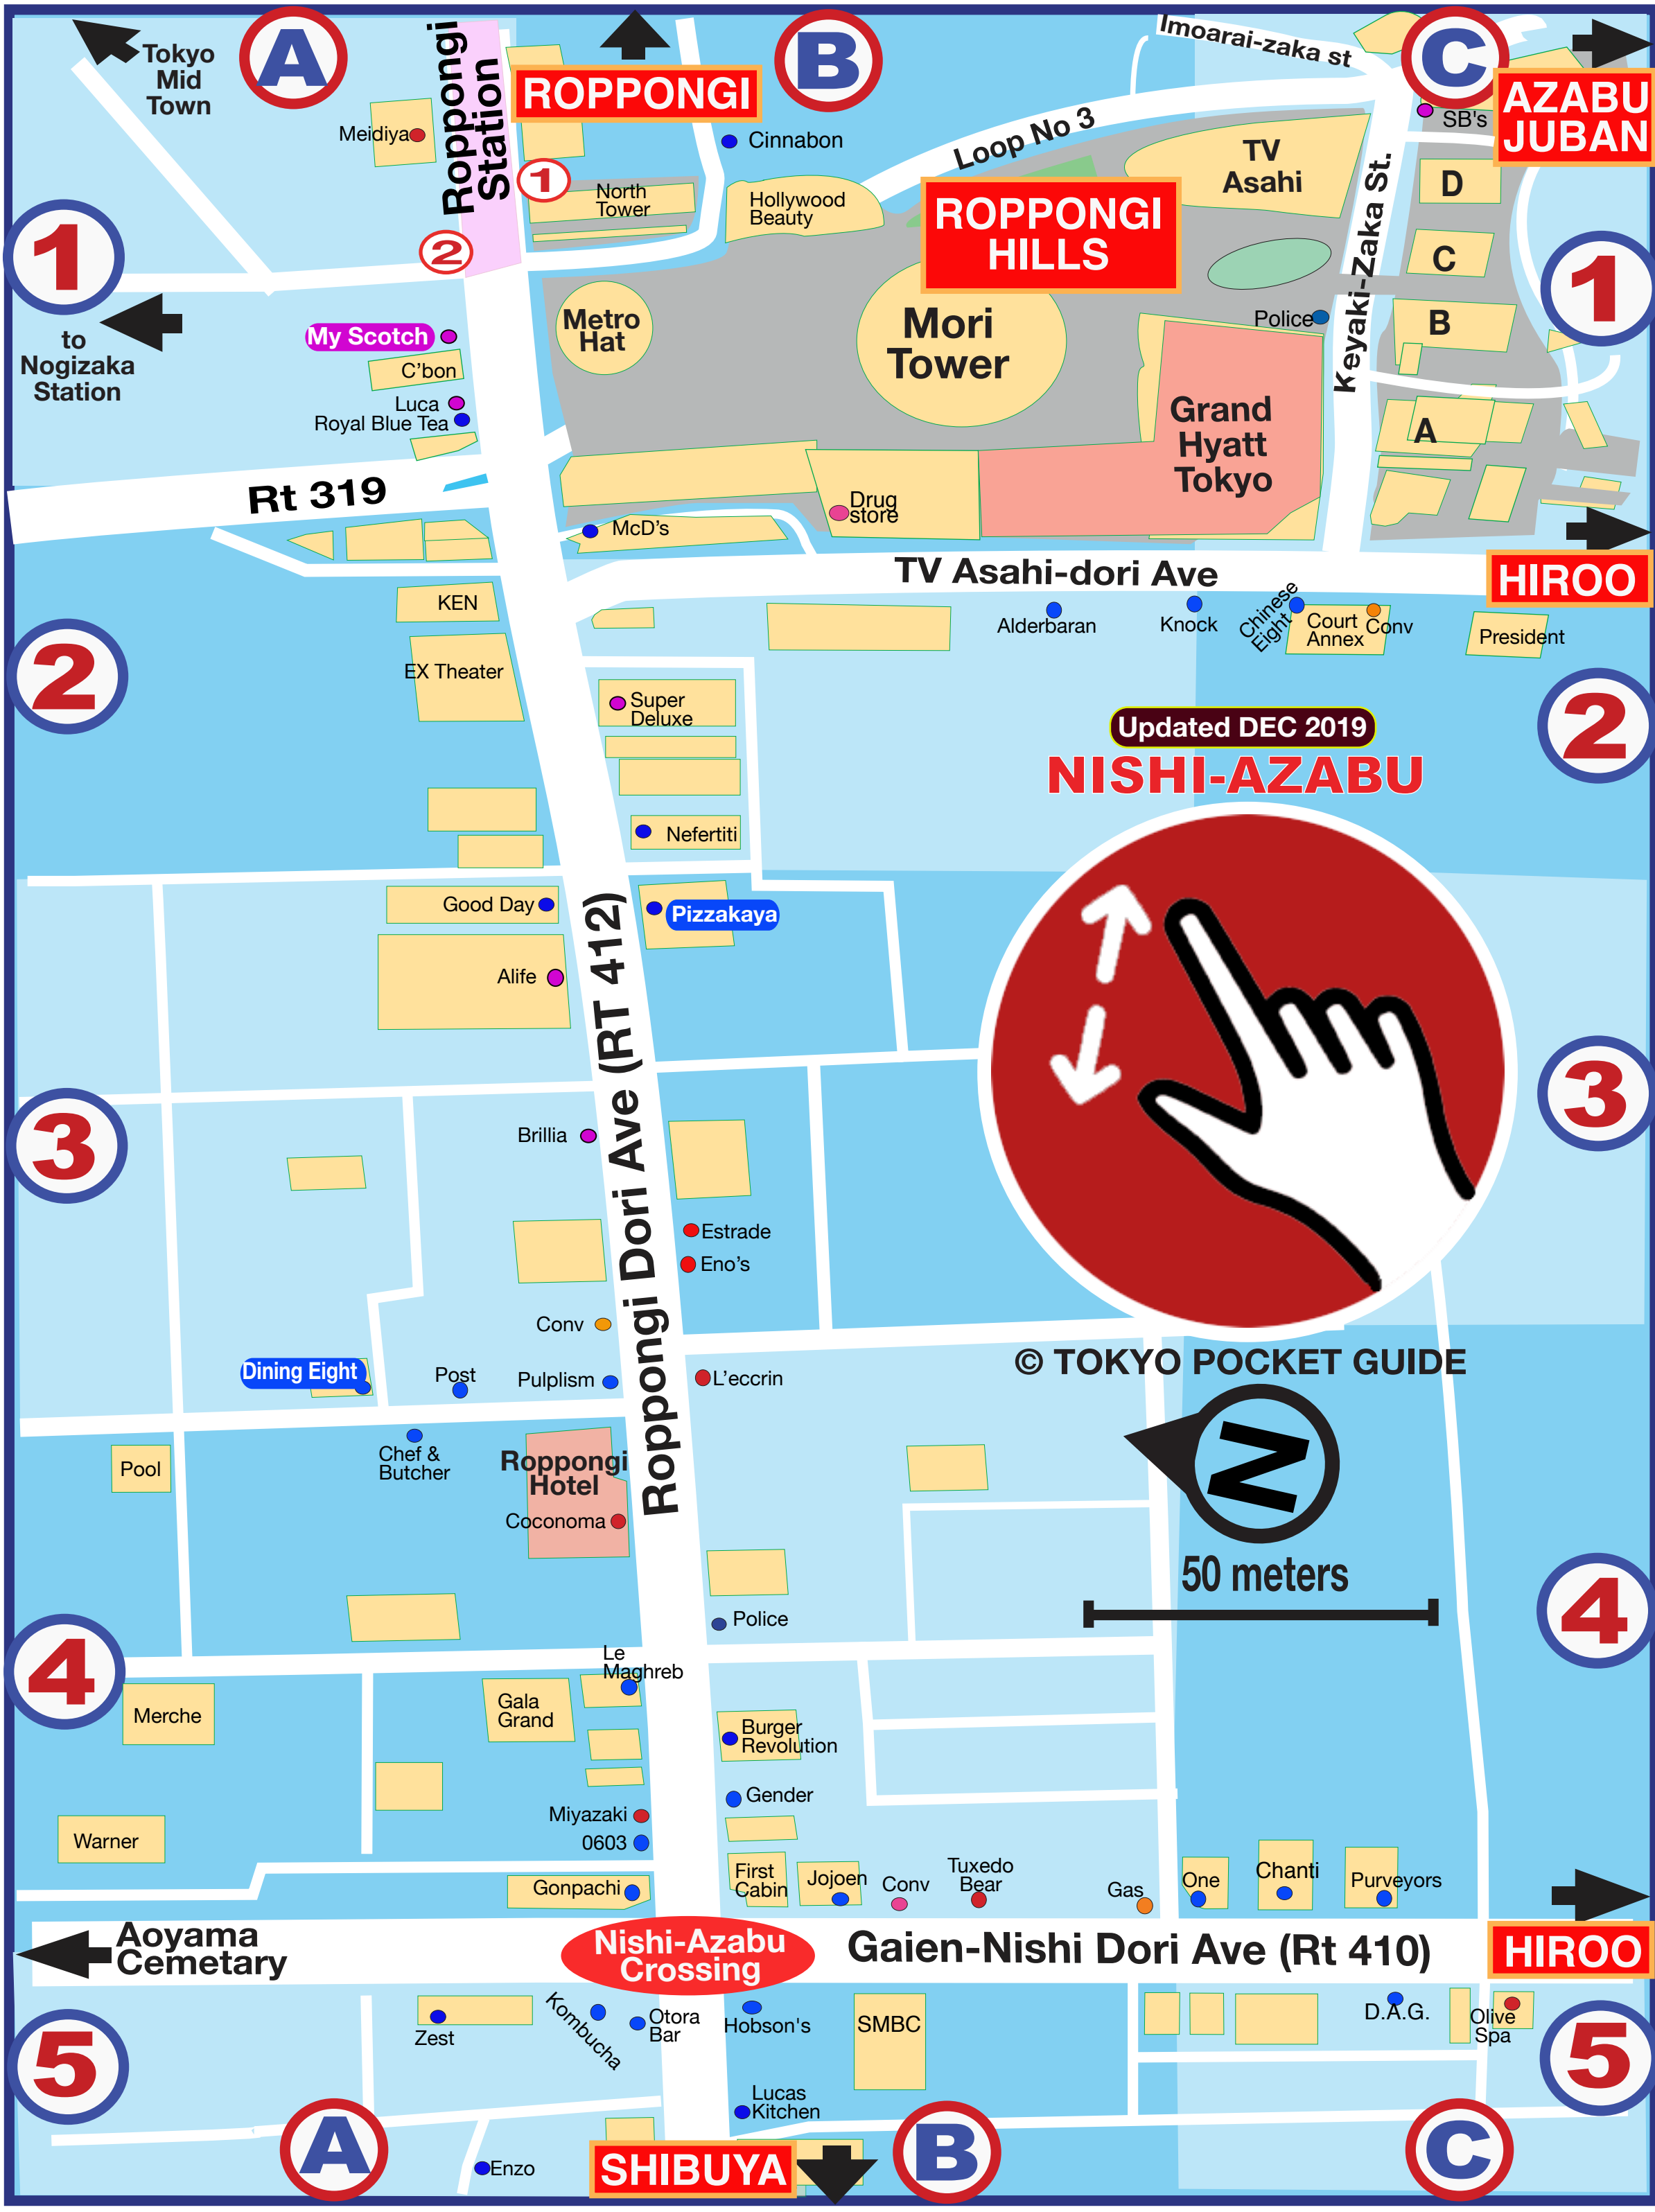 Tokyo
Mid
Town
A
Roppongi
Station
ROPPONGI
B
Imoarai-zaka st
C
AZABU
JUBAN
Meidiya
Cinnabon
Loop No 3
SB's
TV
Asahi
1
North
Tower
Hollywood
Beauty
ROPPONGI
HILLS
Keyaki-Zaka St.
D
C
B
A
1
2
1
to
Nogizaka
Station
My Scotch
C'bon
Luca
Royal Blue Tea
Metro
Hat
Mori
Tower
Police
Grand
Hyatt
Tokyo
Rt 319
Drug
store
McD's
TV Asahi-dori Ave
HIROO
KEN
EX Theater
Alderbaran
Knock
Chinese
Eight
Court
Annex
Conv
President
2
2
Super
Deluxe
Updated DEC 2019
NISHI-AZABU
Nefertiti
Good Day
Pizzakaya
Alife
Roppongi Dori Ave (RT 412)
3
3
Brillia
Estrade
Eno's
Conv
Dining Eight
Post
Pulplism
L'eccrin
© TOKYO POCKET GUIDE
N
Chef &
Butcher
Pool
Roppongi
Hotel
Coconoma
50 meters
4
4
Police
Le
Maghreb
Merche
Gala
Grand
Burger
Revolution
Gender
Miyazaki
0603
Warner
First
Cabin
Jojoen
Conv
Tuxedo
Bear
Gas
One
Chanti
Purveyors
Gonpachi
Aoyama
Cemetary
Nishi-Azabu
Crossing
Gaien-Nishi Dori Ave (Rt 410)
HIROO
Zest
Kombucha
Otora
Bar
Hobson's
SMBC
D.A.G.
Olive
Spa
5
5
Lucas
Kitchen
A
B
C
Enzo
SHIBUYA